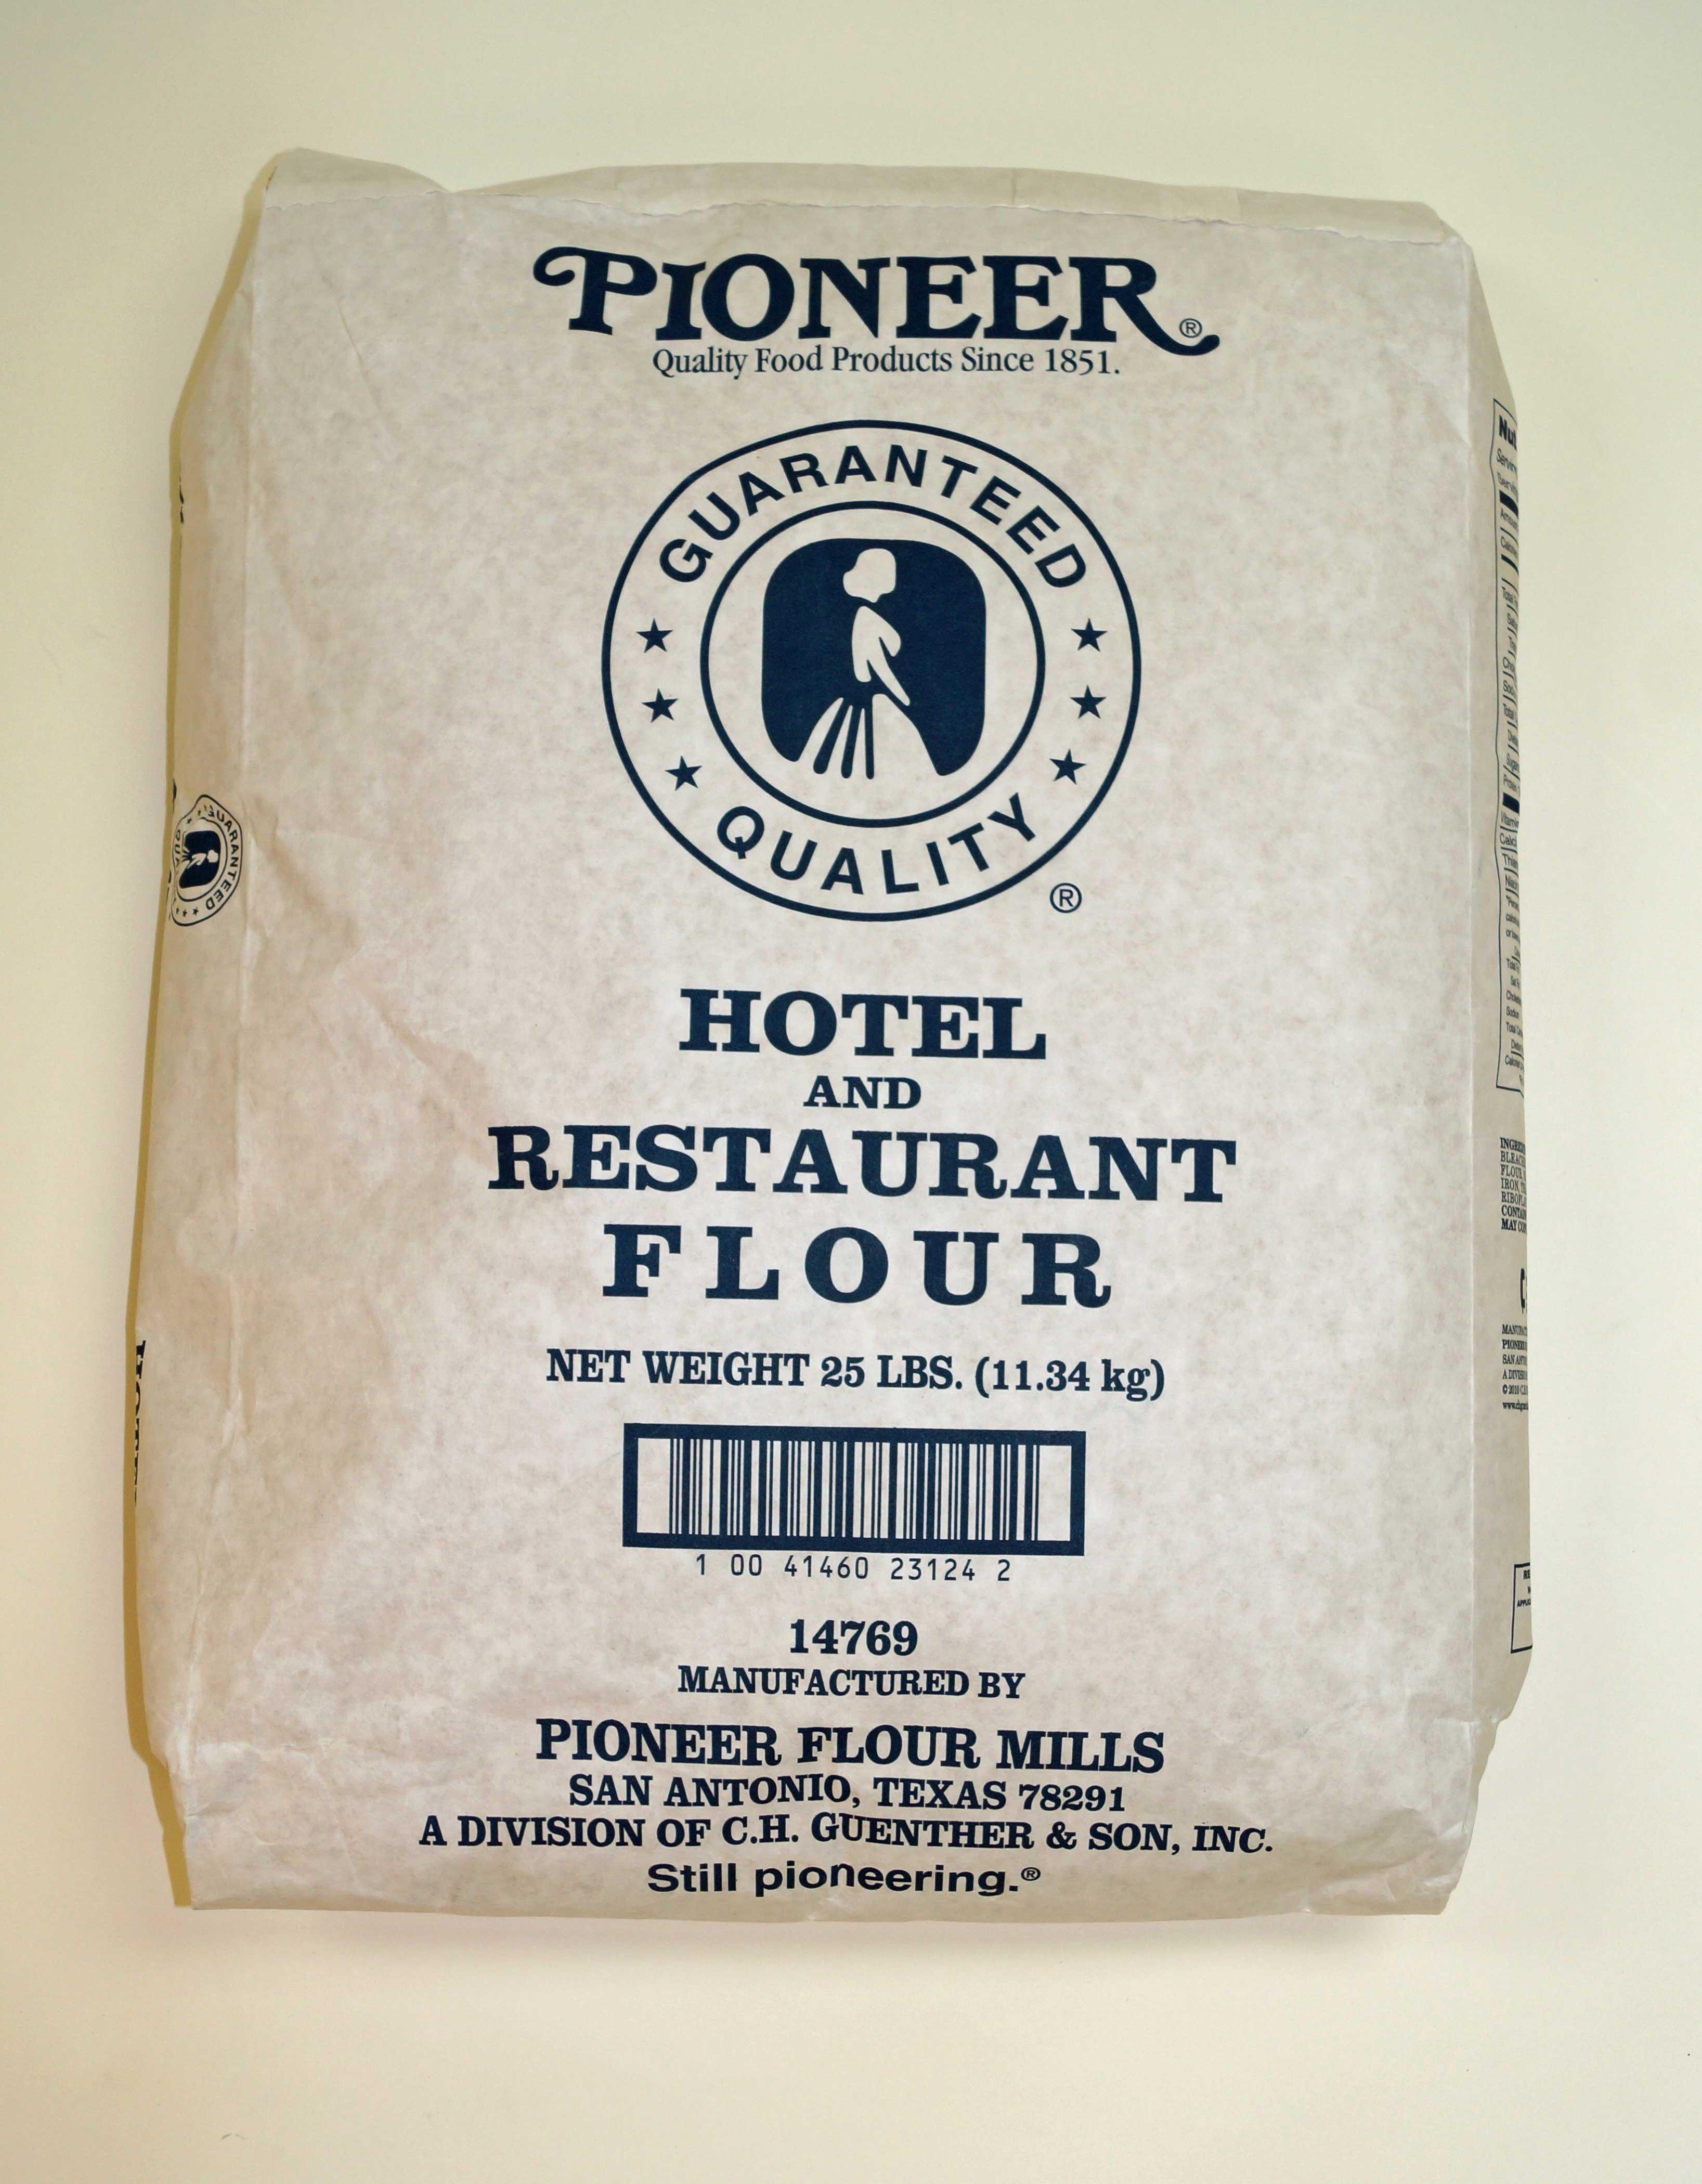 PIONEER®
Quality Food Products Since 1851.
GUARANTEED
QUALITY
®
HOTEL
AND
RESTAURANT
FLOUR
NET WEIGHT 25 LBS. (11.34 kg)
1 00 41460 23124 2
14769
MANUFACTURED BY
PIONEER FLOUR MILLS
SAN ANTONIO, TEXAS 78291
A DIVISION OF C.H. GUENTHER & SON, INC.
Still pioneering.®
GUARANTEED